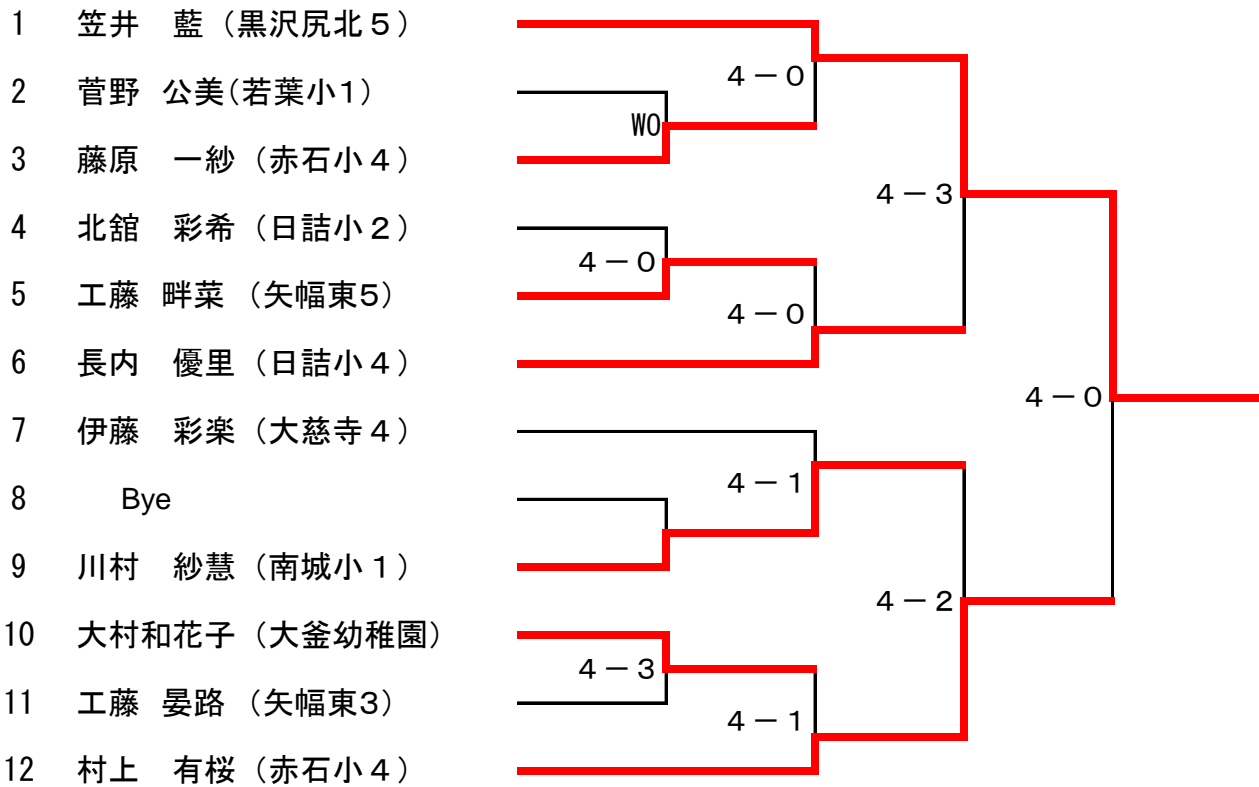 1 笠井 藍（黒沢尻北５）
4－0
2 菅野 公美(若葉小1)
WO
3 藤原 一紗（赤石小４）
4－3
4 北舘 彩希（日詰小２）
4－0
5 工藤 畔菜（矢幅東5）
4－0
6 長内 優里（日詰小４）
4－0
7 伊藤 彩楽（大慈寺４）
4－1
8 Bye
9 川村 紗慧（南城小１）
4－2
10 大村和花子（大釜幼稚園）
4－3
11 工藤 晏路（矢幅東3）
4－1
12 村上 有桜（赤石小４）